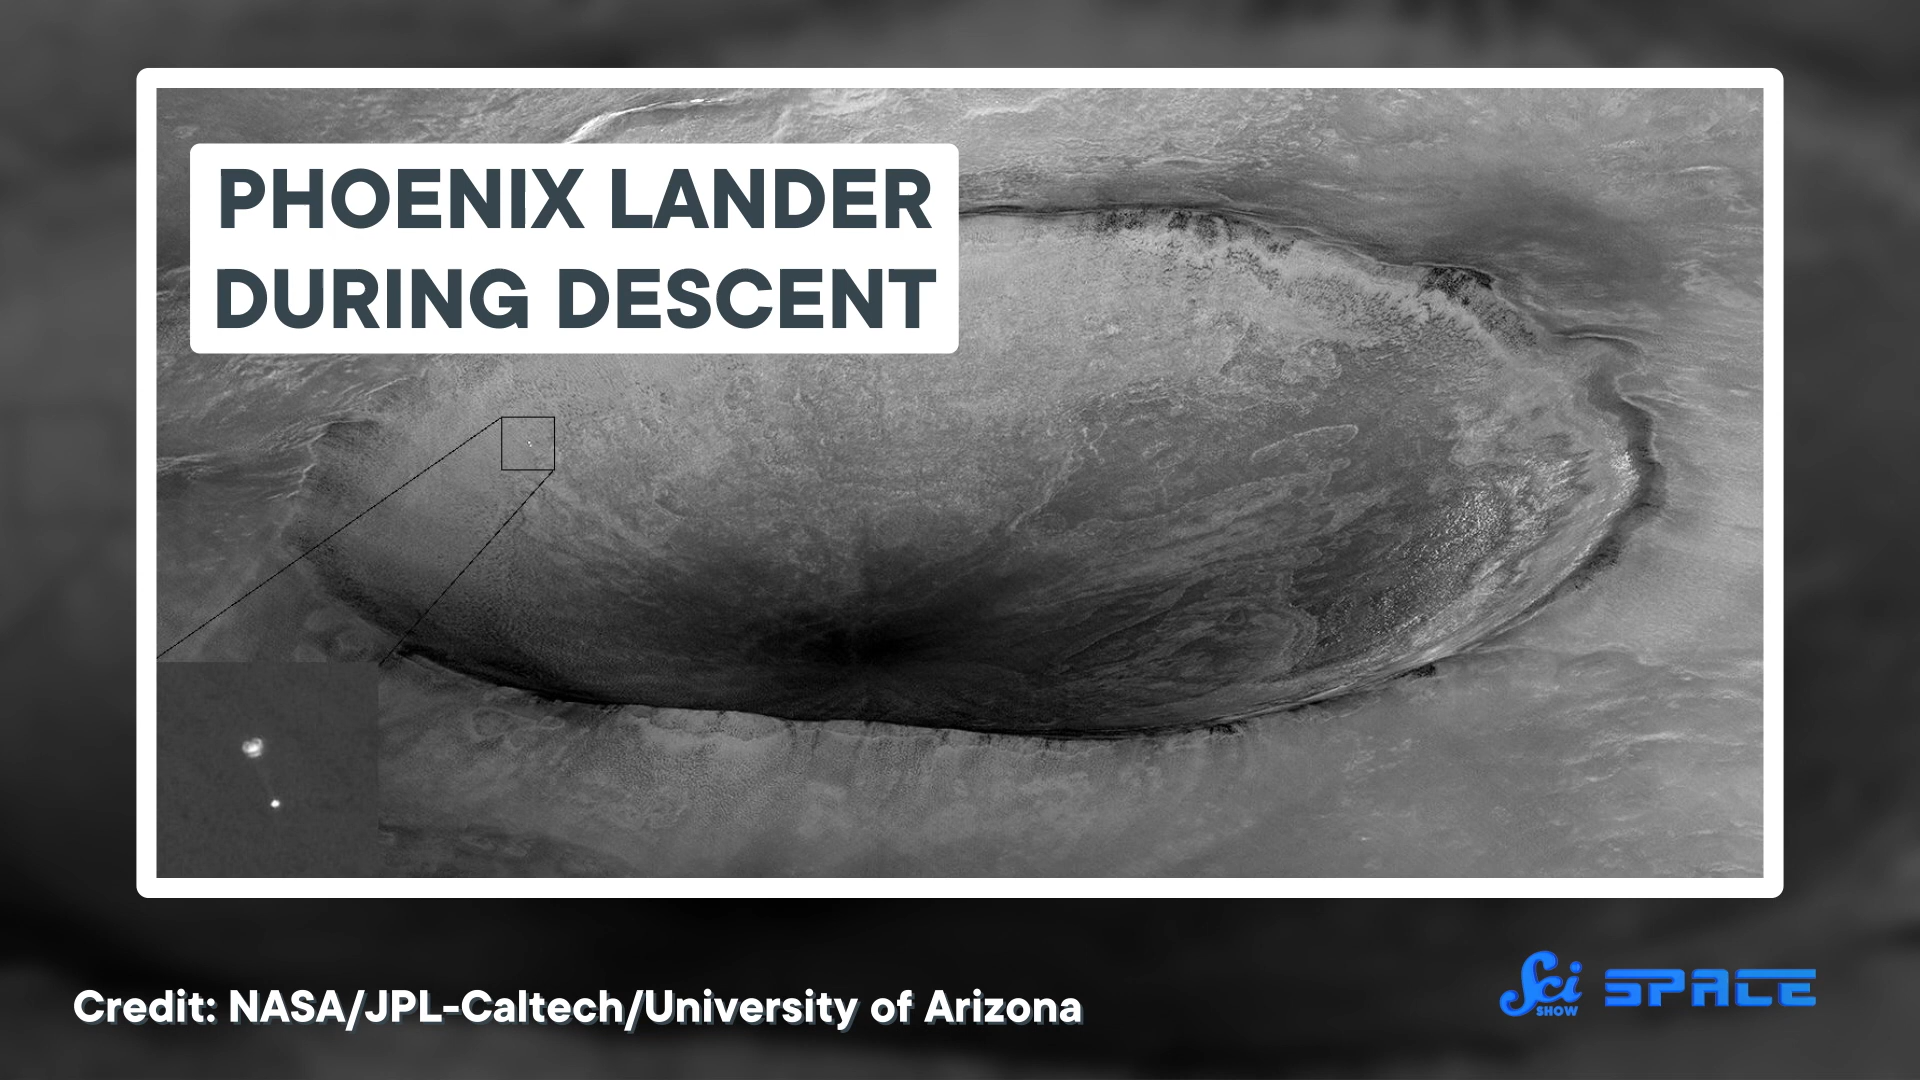 PHOENIX LANDER
DURING DESCENT
Credit: NASA/JPL-Caltech/University of Arizona
Sci
SHOW
SPACE